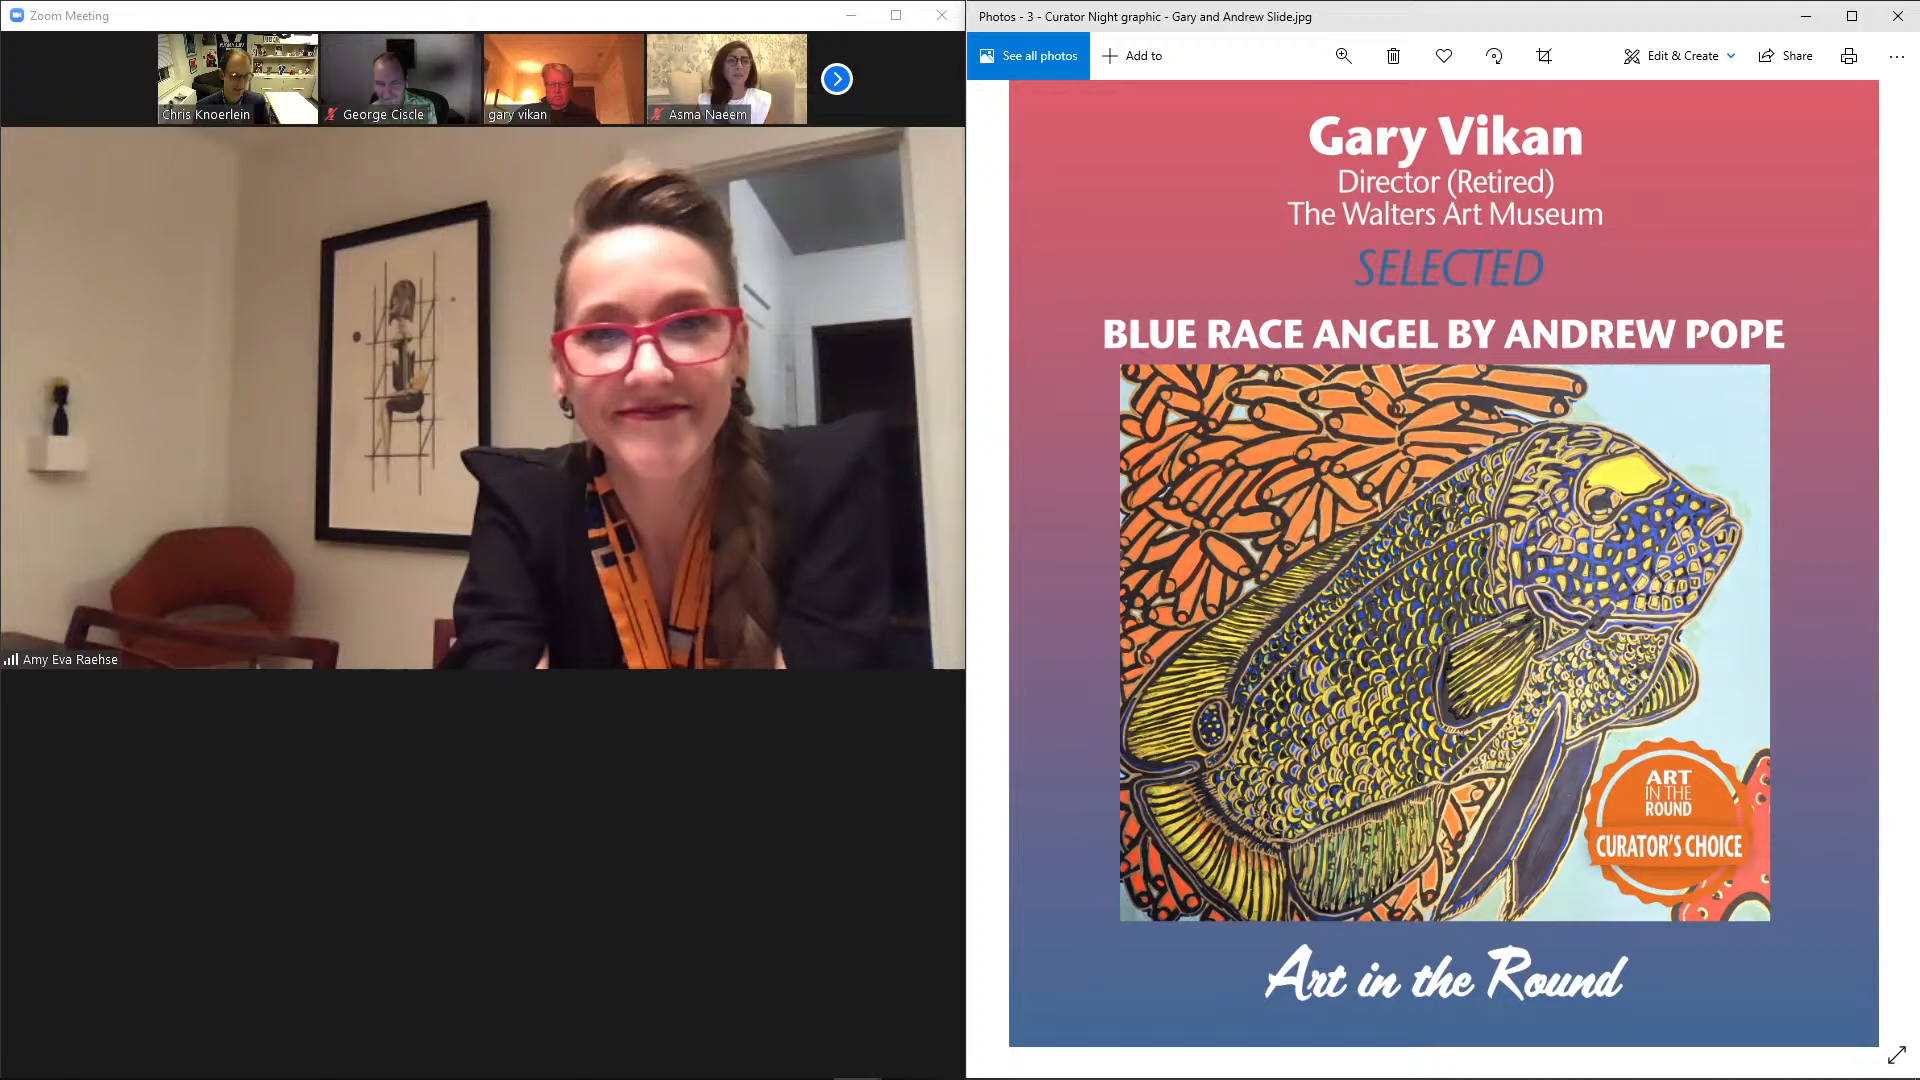 Zoom Meeting
Chris Knoerlein
George Ciscle
gary vikan
Asma Naeem
Amy Eva Raehse
Photos - 3 - Curator Night graphic - Gary and Andrew Slide.jpg
See all photos
Add to
Edit & Create
Share
Gary Vikan
Director (Retired)
The Walters Art Museum
SELECTED
BLUE RACE ANGEL BY ANDREW POPE
ART
IN THE
ROUND
CURATOR'S CHOICE
Art in the Round